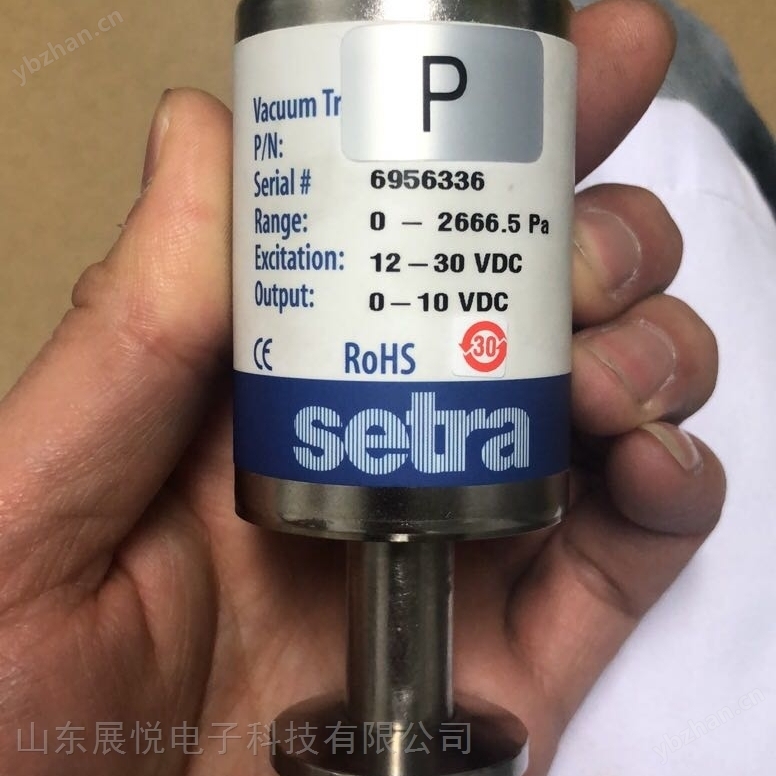 ybzhan.cn
P
Vacuum Tr
P/N:
Serial # 6956336
Range: 0 – 2666.5 Pa
Excitation: 12 – 30 VDC
Output: 0 – 10 VDC
CE RoHS 30
setra
山东展悦电子科技有限公司
ybzhan.cn